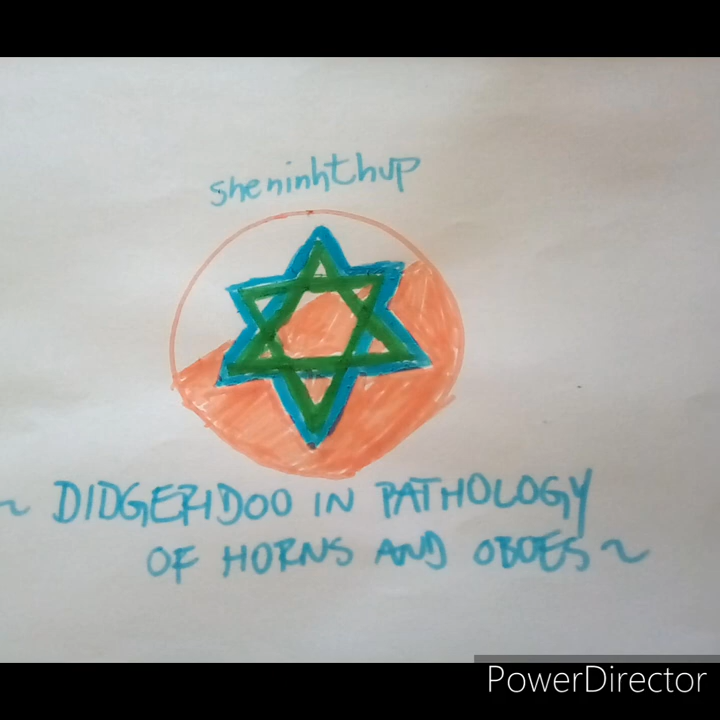 sheninhthup
~ DIDGERIDOO IN PATHOLOGY
OF HORNS AND OBOES ~
PowerDirector